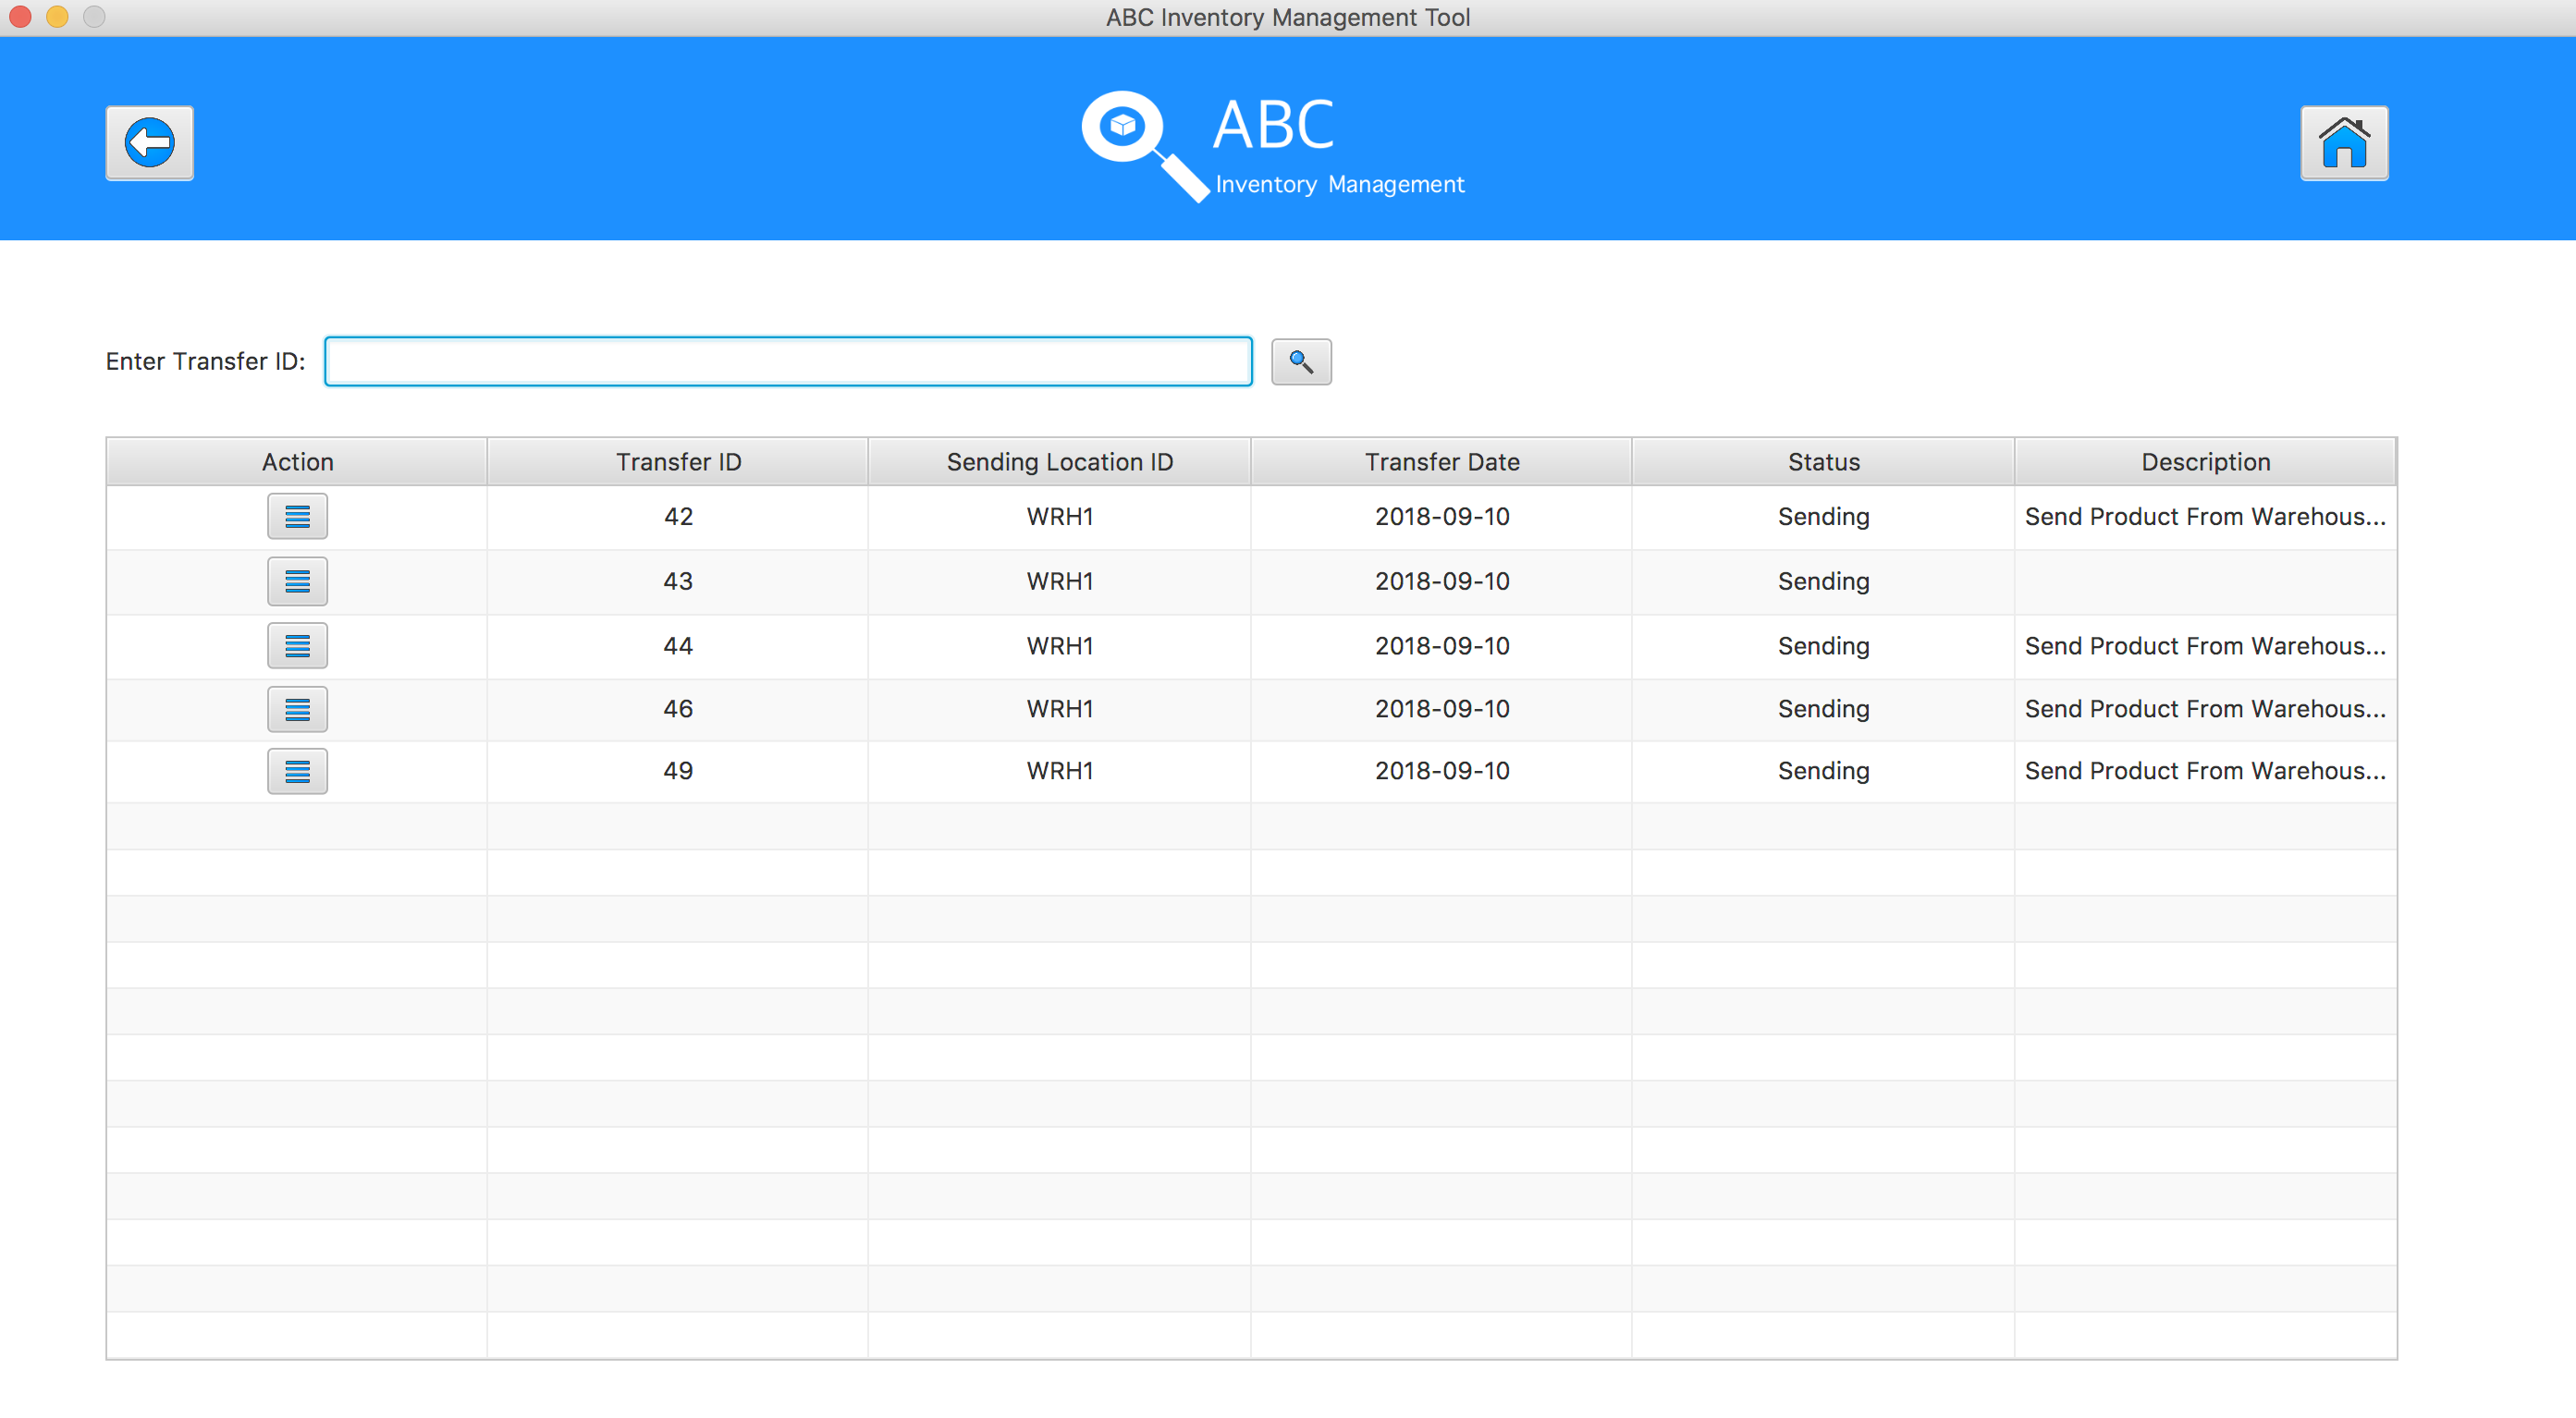 ABC Inventory Management Tool
ABC
Inventory Management
Enter Transfer ID:
Action Transfer ID Sending Location ID Transfer Date Status Description
42 WRH1 2018-09-10 Sending Send Product From Warehous...
43 WRH1 2018-09-10 Sending
44 WRH1 2018-09-10 Sending Send Product From Warehous...
46 WRH1 2018-09-10 Sending Send Product From Warehous...
49 WRH1 2018-09-10 Sending Send Product From Warehous...